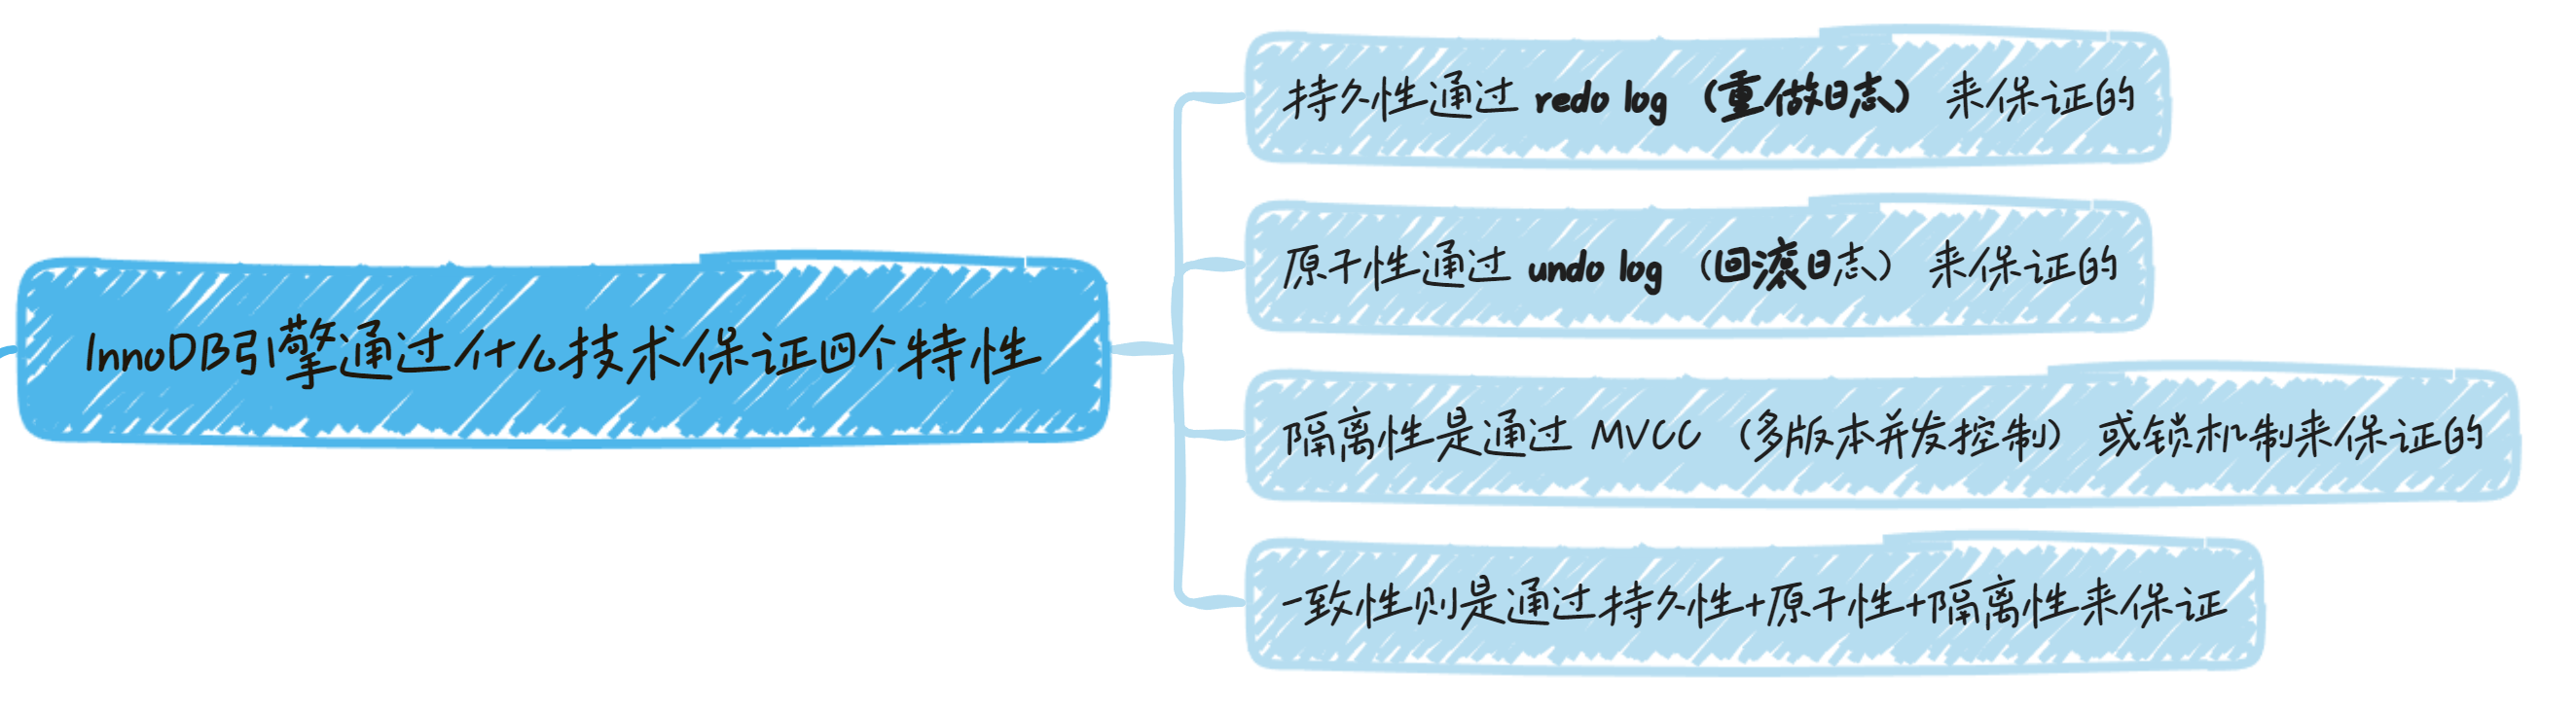 InnoDB引擎通过什么技术保证四个特性
持久性通过 redo log （重做日志） 来保证的
原子性通过 undo log （回滚日志） 来保证的
隔离性是通过 MVCC （多版本并发控制） 或锁机制来保证的
一致性则是通过持久性+原子性+隔离性来保证